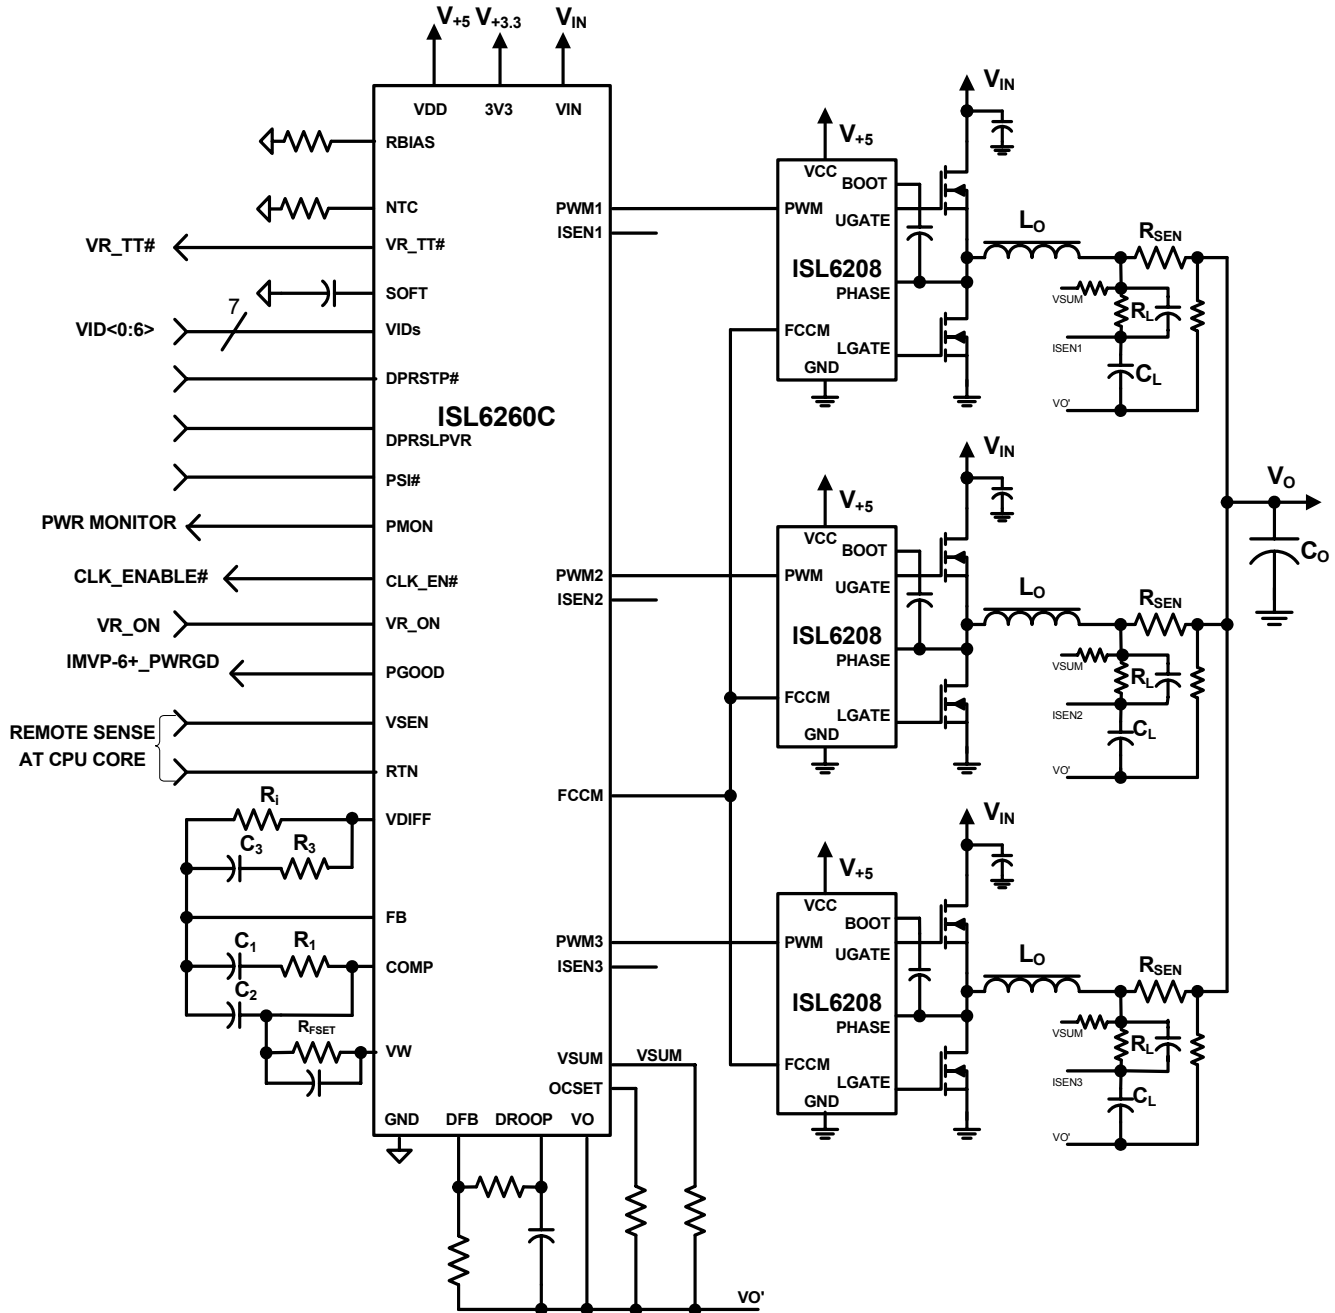 V+5 V+3.3 VIN
VDD 3V3 VIN
RBIAS
NTC
VR_TT# VR_TT#
SOFT
7
VID<0:6> VIDs
DPRSTP#
ISL6260C
DPRSLPVR
PSI#
PWR MONITOR PMON
CLK_ENABLE# CLK_EN#
VR_ON VR_ON
IMVP-6+_PWRGD PGOOD
REMOTE SENSE
AT CPU CORE
VSEN
RTN
Ri VDIFF
C3 R3
FB
C1 R1 COMP
C2
RFSET VW
GND DFB DROOP VO
PWM1
ISEN1
PWM2
ISEN2
FCCM
PWM3
ISEN3
VSUM VSUM
OCSET
VO'
VIN
V+5
VCC
BOOT
PWM
UGATE
ISL6208
PHASE
FCCM
LGATE
GND
LO RSEN
VSUM
RL
ISEN1
CL
VO'
VIN
V+5
VCC
BOOT
PWM
UGATE
ISL6208
PHASE
FCCM
LGATE
GND
LO RSEN
VSUM
RL
ISEN2
CL
VO'
VO
CO
VIN
V+5
VCC
BOOT
PWM
UGATE
ISL6208
PHASE
FCCM
LGATE
GND
LO RSEN
VSUM
RL
ISEN3
CL
VO'